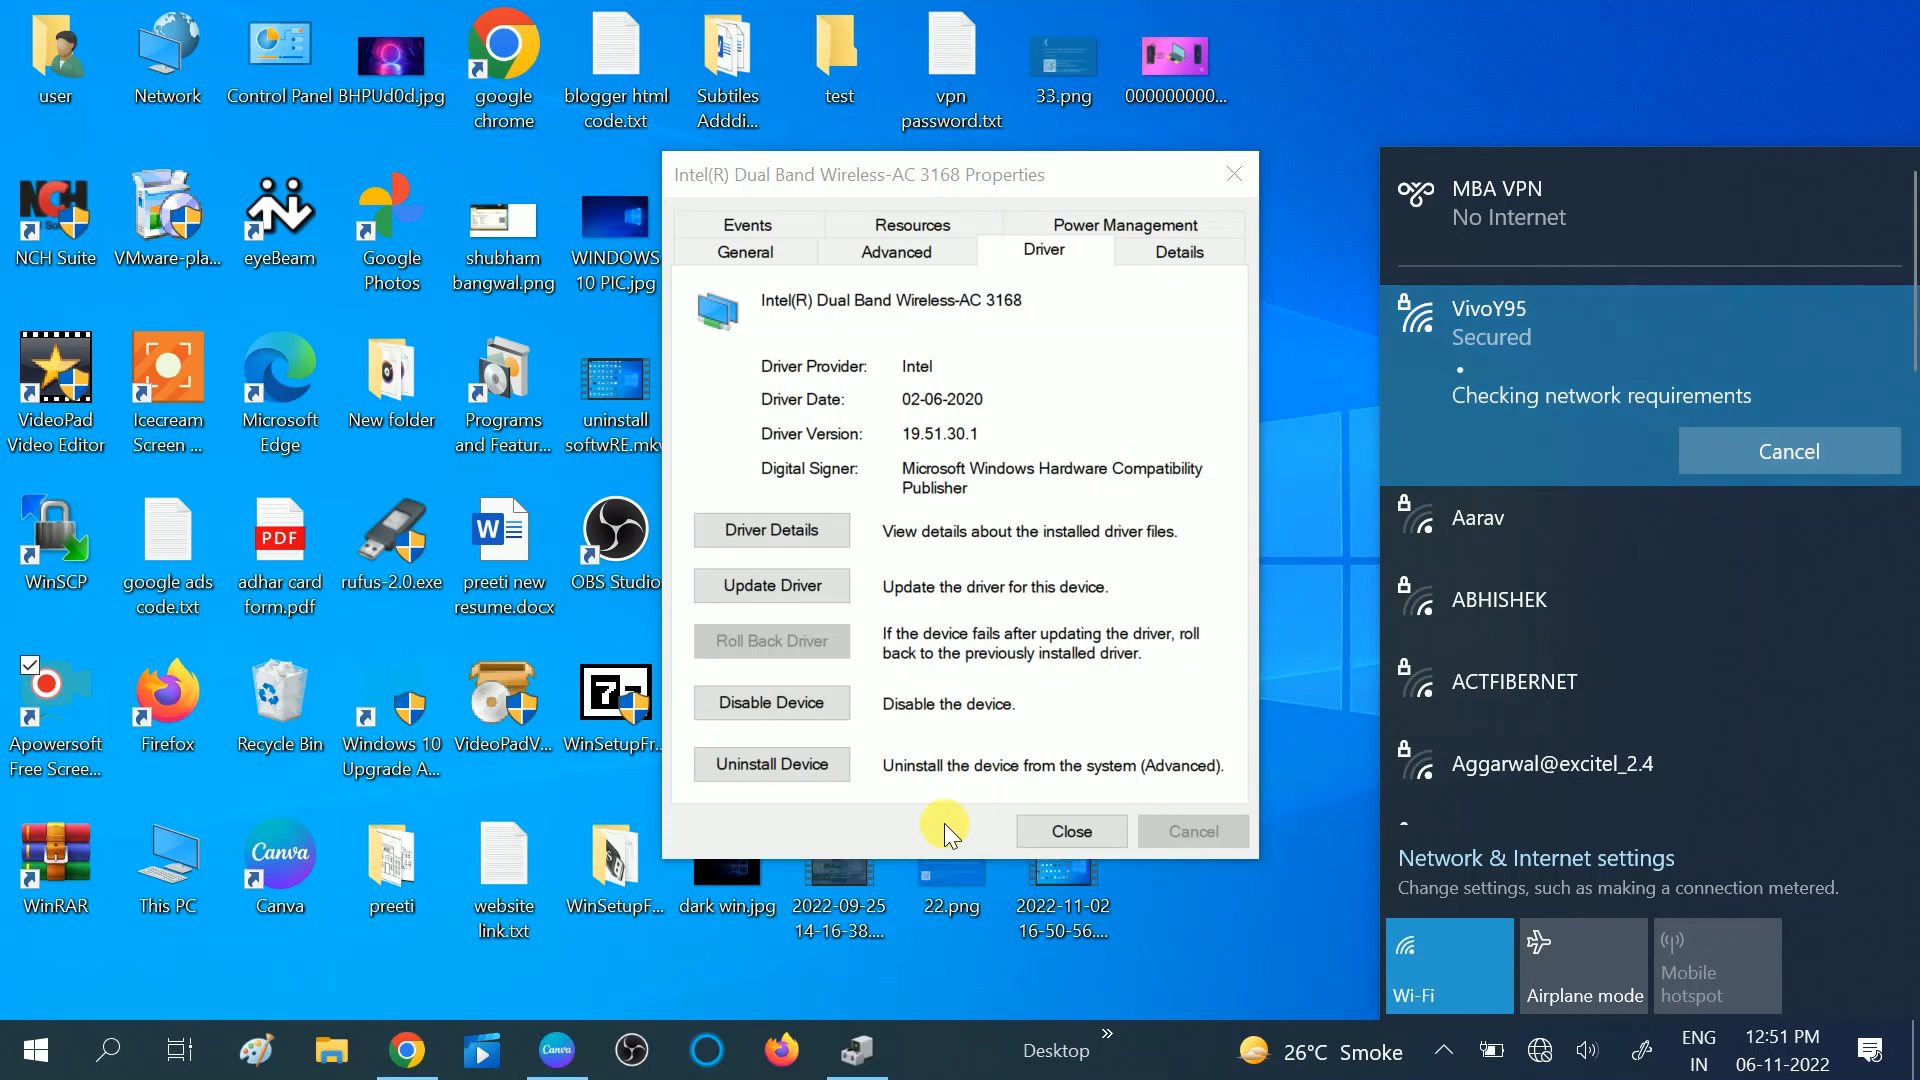 user
Network
Control Panel
BHPUd0d.jpg
google
chrome
blogger html
code.txt
Subtiles
Adddi...
test
vpn
password.txt
33.png
000000000...
NCH
NCH Suite
VMware-pla...
eyeBeam
Google
Photos
shubham
bangwal.png
WINDOWS
10 PIC.jpg
VideoPad
Video Editor
Icecream
Screen ...
Microsoft
Edge
New folder
Programs
and Featur...
uninstall
softwRE.mkv
WinSCP
google ads
code.txt
PDF
adhar card
form.pdf
rufus-2.0.exe
W
preeti new
resume.docx
OBS Studio
Apowersoft
Free Scree...
Firefox
Recycle Bin
Windows 10
Upgrade A...
VideoPadV...
WinSetupFr...
WinRAR
This PC
Canva
Canva
preeti
website
link.txt
WinSetupF...
dark win.jpg
2022-09-25
14-16-38....
22.png
2022-11-02
16-50-56....
Intel(R) Dual Band Wireless-AC 3168 Properties
Events
Resources
Power Management
General
Advanced
Driver
Details
Intel(R) Dual Band Wireless-AC 3168
Driver Provider: Intel
Driver Date: 02-06-2020
Driver Version: 19.51.30.1
Digital Signer: Microsoft Windows Hardware Compatibility
Publisher
Driver Details
View details about the installed driver files.
Update Driver
Update the driver for this device.
Roll Back Driver
If the device fails after updating the driver, roll
back to the previously installed driver.
Disable Device
Disable the device.
Uninstall Device
Uninstall the device from the system (Advanced).
Close
Cancel
MBA VPN
No Internet
VivoY95
Secured
Checking network requirements
Cancel
Aarav
ABHISHEK
ACTFIBERNET
Aggarwal@excitel_2.4
Network & Internet settings
Change settings, such as making a connection metered.
Wi-Fi
Airplane mode
Mobile
hotspot
Canva
Desktop
26°C Smoke
ENG
IN
12:51 PM
06-11-2022